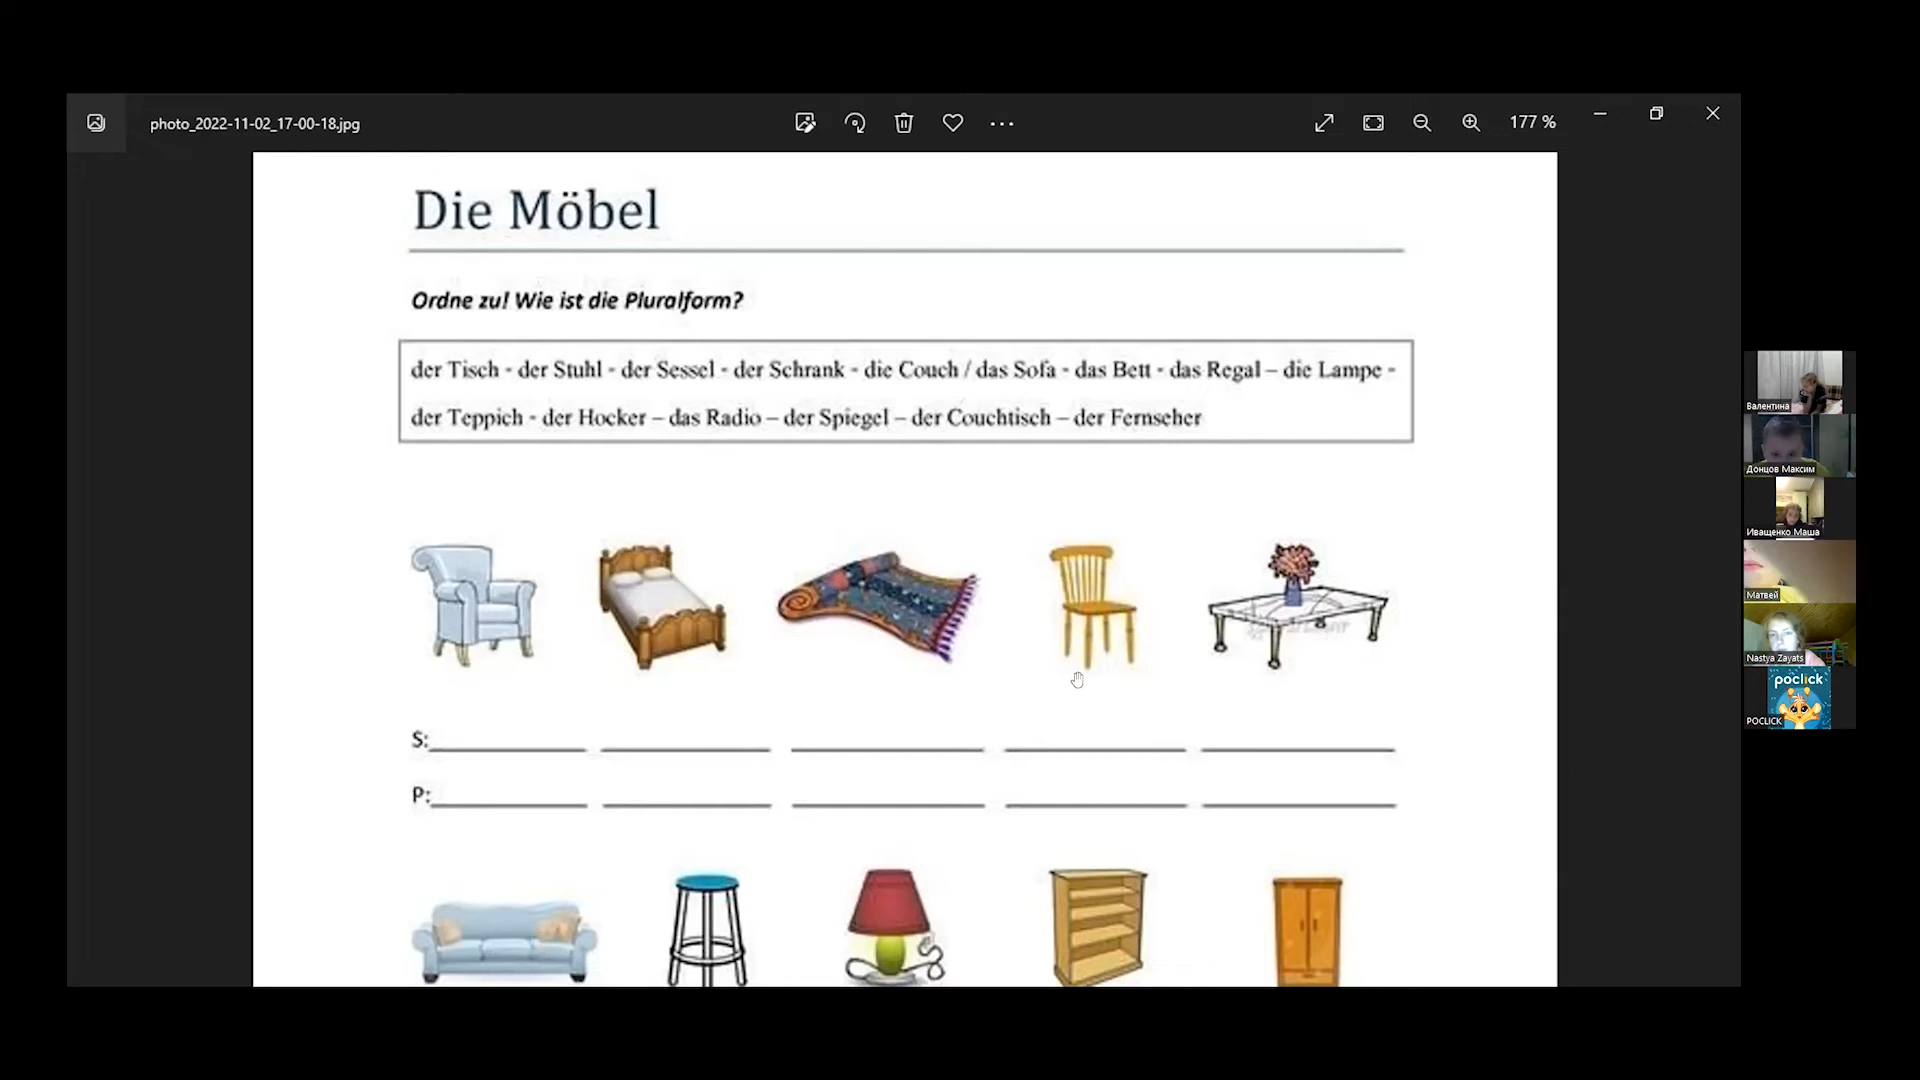 photo_2022-11-02_17-00-18.jpg
177 %
Die Möbel
Ordne zu! Wie ist die Pluralform?
der Tisch - der Stuhl - der Sessel - der Schrank - die Couch / das Sofa - das Bett - das Regal – die Lampe -
der Teppich - der Hocker – das Radio – der Spiegel – der Couchtisch – der Fernseher
S:
P:
Валентина
Донцов Максим
Иващенко Маша
Матвей
Nastya Zayats
poclick
POCLICK